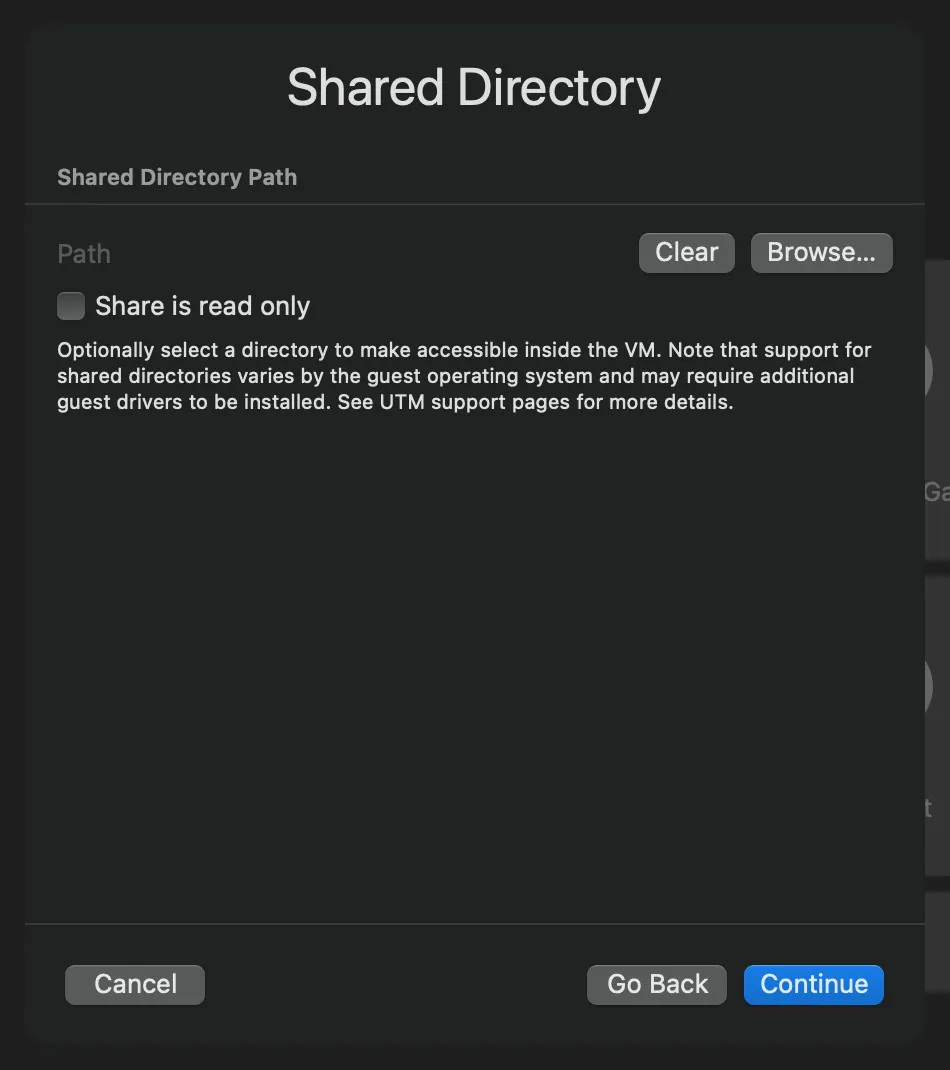 Shared Directory
Shared Directory Path
Path
Clear
Browse...
Share is read only
Optionally select a directory to make accessible inside the VM. Note that support for
shared directories varies by the guest operating system and may require additional
guest drivers to be installed. See UTM support pages for more details.
Cancel
Go Back
Continue